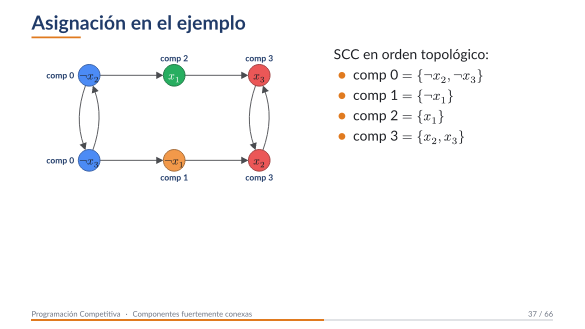 Asignación en el ejemplo
comp 2
comp 3
comp 0
¬x₂
x₁
x₃
comp 0
¬x₃
¬x₁
x₂
comp 1
comp 3
SCC en orden topológico:
comp 0 = {¬x₂, ¬x₃}
comp 1 = {¬x₁}
comp 2 = {x₁}
comp 3 = {x₂, x₃}
Programación Competitiva · Componentes fuertemente conexas
37 / 66